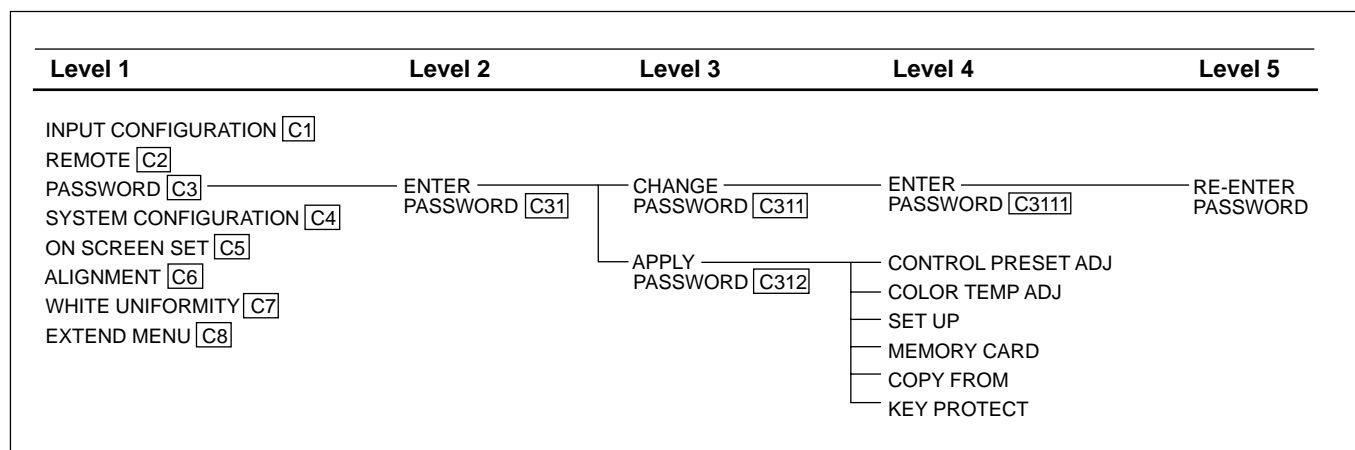 Level 1 Level 2 Level 3 Level 4 Level 5
INPUT CONFIGURATION C1
REMOTE C2
PASSWORD C3
SYSTEM CONFIGURATION C4
ON SCREEN SET C5
ALIGNMENT C6
WHITE UNIFORMITY C7
EXTEND MENU C8
ENTER
PASSWORD C31
CHANGE
PASSWORD C311
APPLY
PASSWORD C312
ENTER
PASSWORD C3111
CONTROL PRESET ADJ
COLOR TEMP ADJ
SET UP
MEMORY CARD
COPY FROM
KEY PROTECT
RE-ENTER
PASSWORD